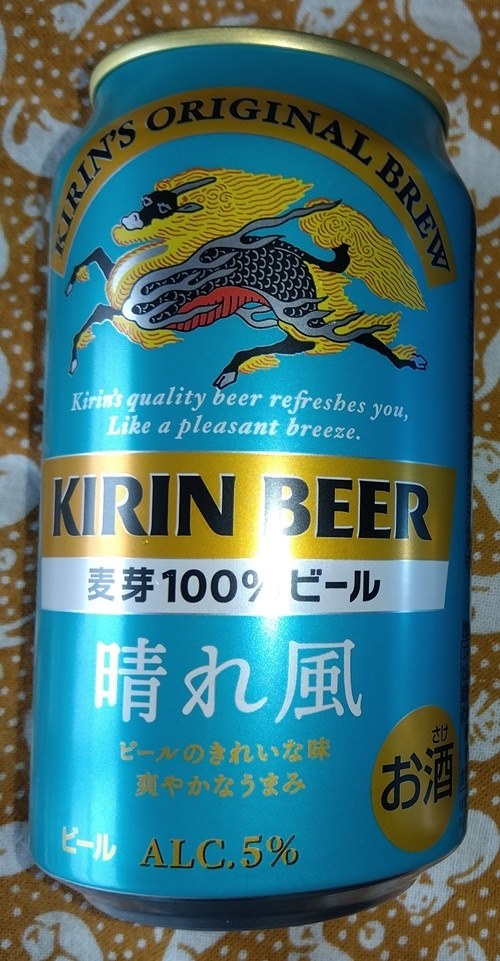 KIRIN'S ORIGINAL BREW
Kirin's quality beer refreshes you,
Like a pleasant breeze.
KIRIN BEER
麦芽100%ビール
晴れ風
ビールのきれいな味
爽やかなうまみ
さけ
お酒
ビール ALC.5%